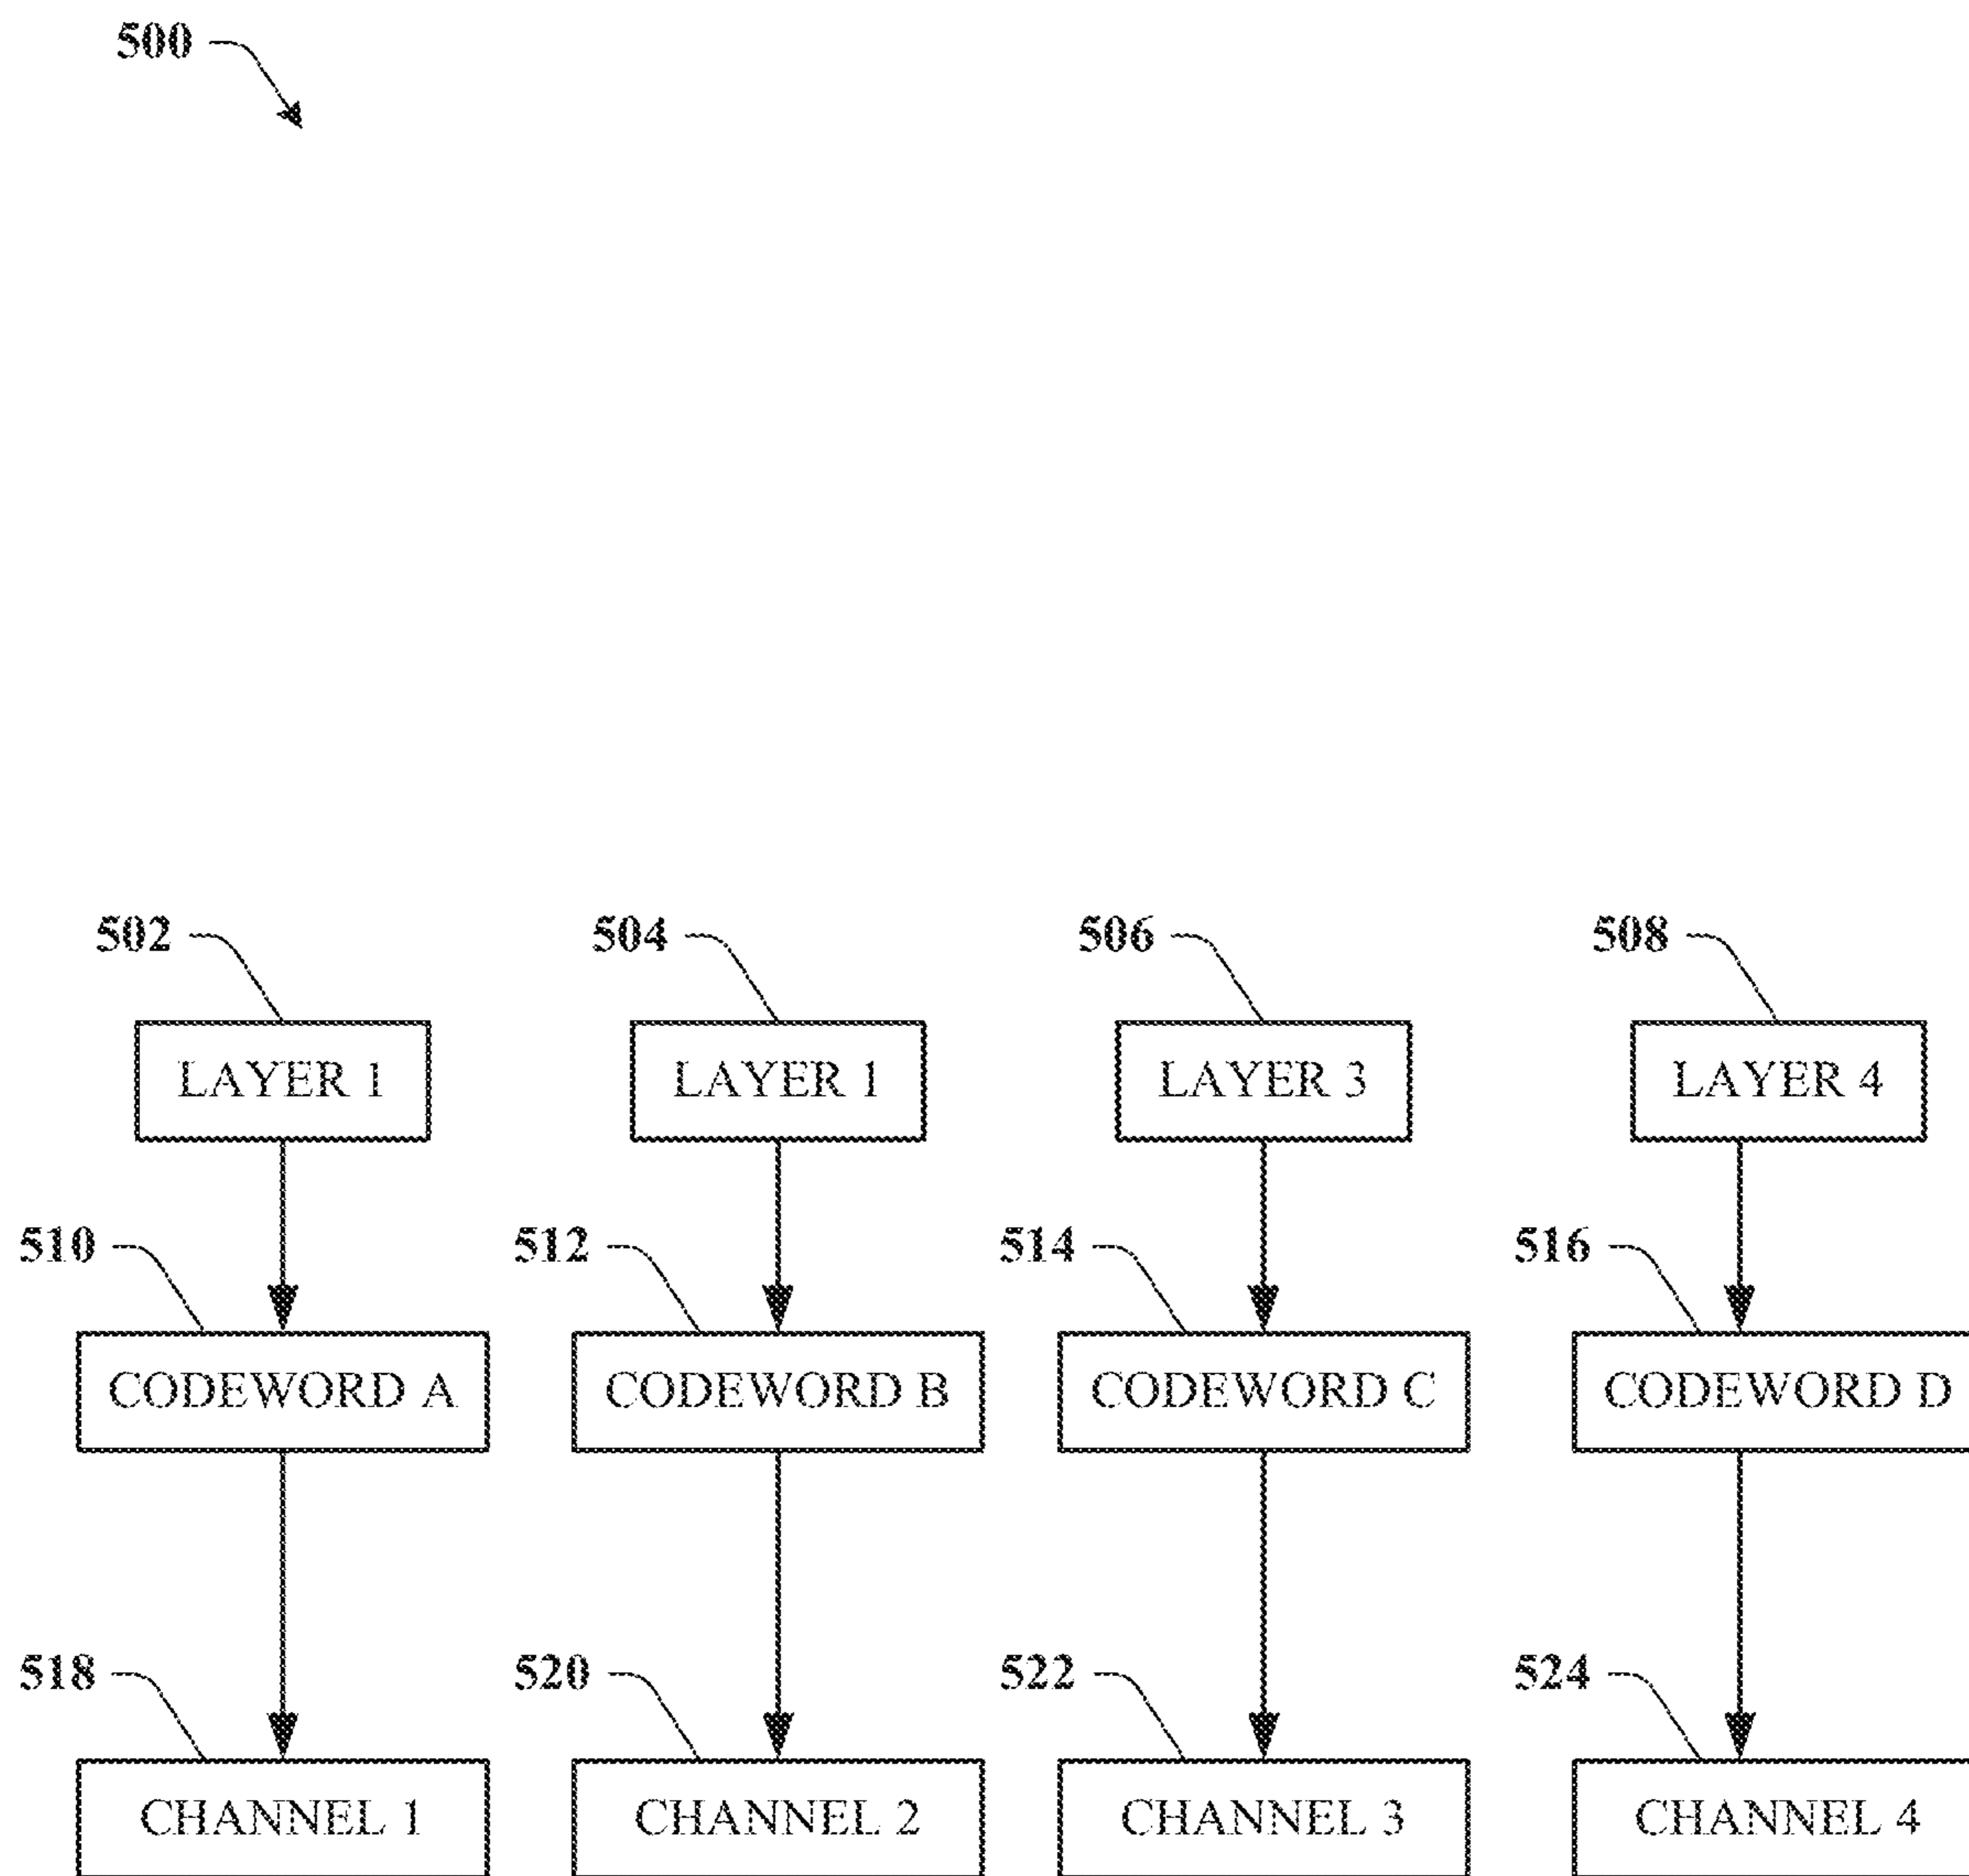 500
502 504 506 508
LAYER 1 LAYER 1 LAYER 3 LAYER 4
510 512 514 516
CODEWORD A CODEWORD B CODEWORD C CODEWORD D
518 520 522 524
CHANNEL 1 CHANNEL 2 CHANNEL 3 CHANNEL 4